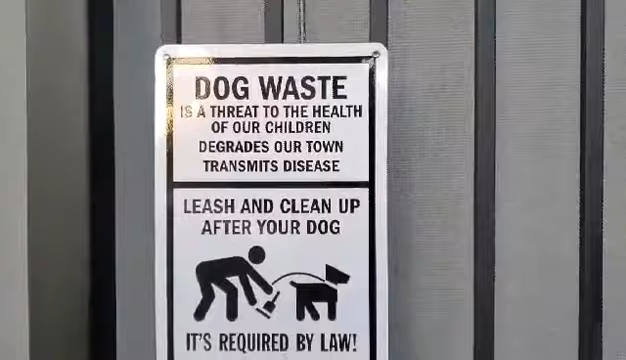 DOG WASTE
IS A THREAT TO THE HEALTH
OF OUR CHILDREN
DEGRADES OUR TOWN
TRANSMITS DISEASE
LEASH AND CLEAN UP
AFTER YOUR DOG
IT'S REQUIRED BY LAW!